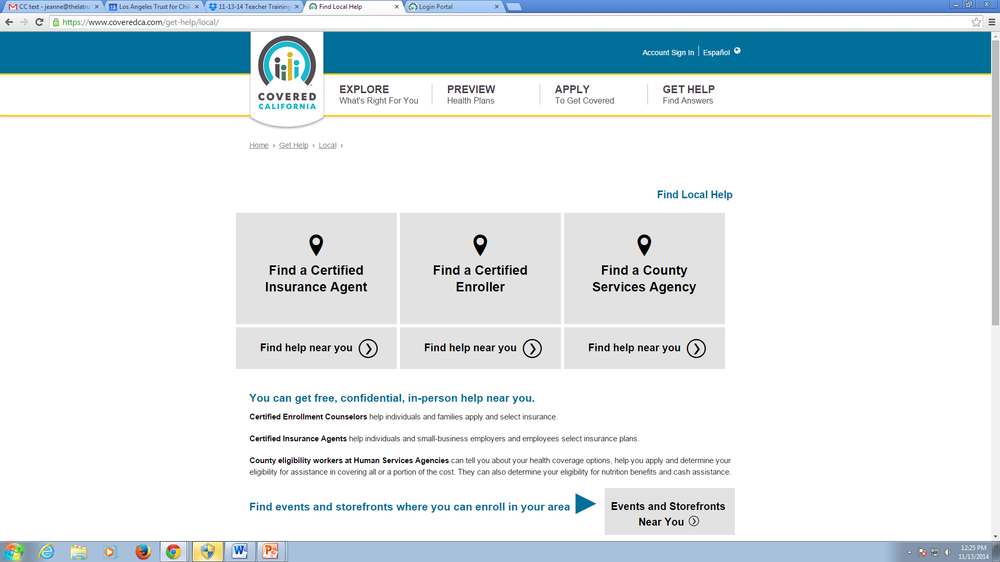 CC text - jeanne@thelatru
13
Los Angeles Trust for Chil
11-13-14 Teacher Training
Find Local Help
Login Portal
https://www.coveredca.com/get-help/local/
Account Sign In
Español
COVERED
CALIFORNIA
EXPLORE
What's Right For You
PREVIEW
Health Plans
APPLY
To Get Covered
GET HELP
Find Answers
Home › Get Help › Local ›
Find Local Help
Find a Certified
Insurance Agent
Find a Certified
Enroller
Find a County
Services Agency
Find help near you
Find help near you
Find help near you
You can get free, confidential, in-person help near you.
Certified Enrollment Counselors help individuals and families apply and select insurance.
Certified Insurance Agents help individuals and small-business employers and employees select insurance plans.
County eligibility workers at Human Services Agencies can tell you about your health coverage options, help you apply and determine your
eligibility for assistance in covering all or a portion of the cost. They can also determine your eligibility for nutrition benefits and cash assistance.
Find events and storefronts where you can enroll in your area
Events and Storefronts
Near You
12:25 PM
11/13/2014